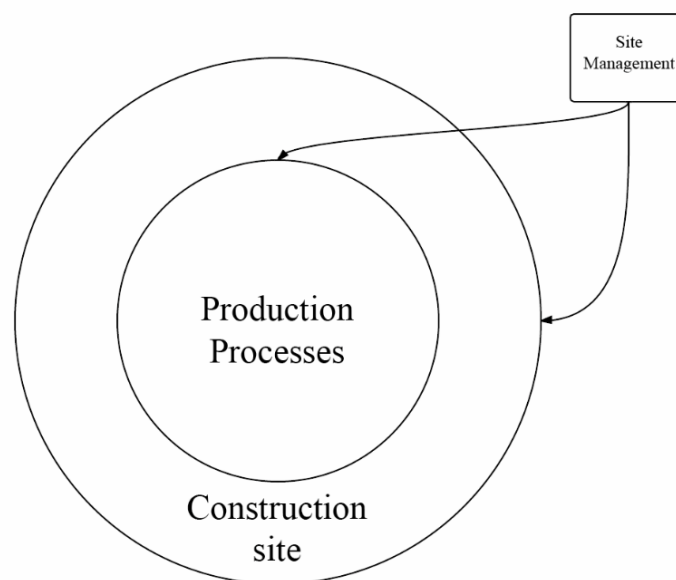 Site
Management
Production
Processes
Construction
site